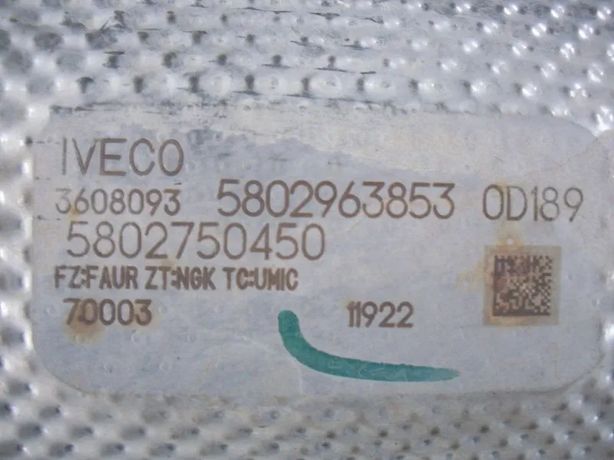 IVECO
3608093 5802963853 0D189
5802750450
FZ:FAUR ZT:NGK TC:UMIC
70003 11922